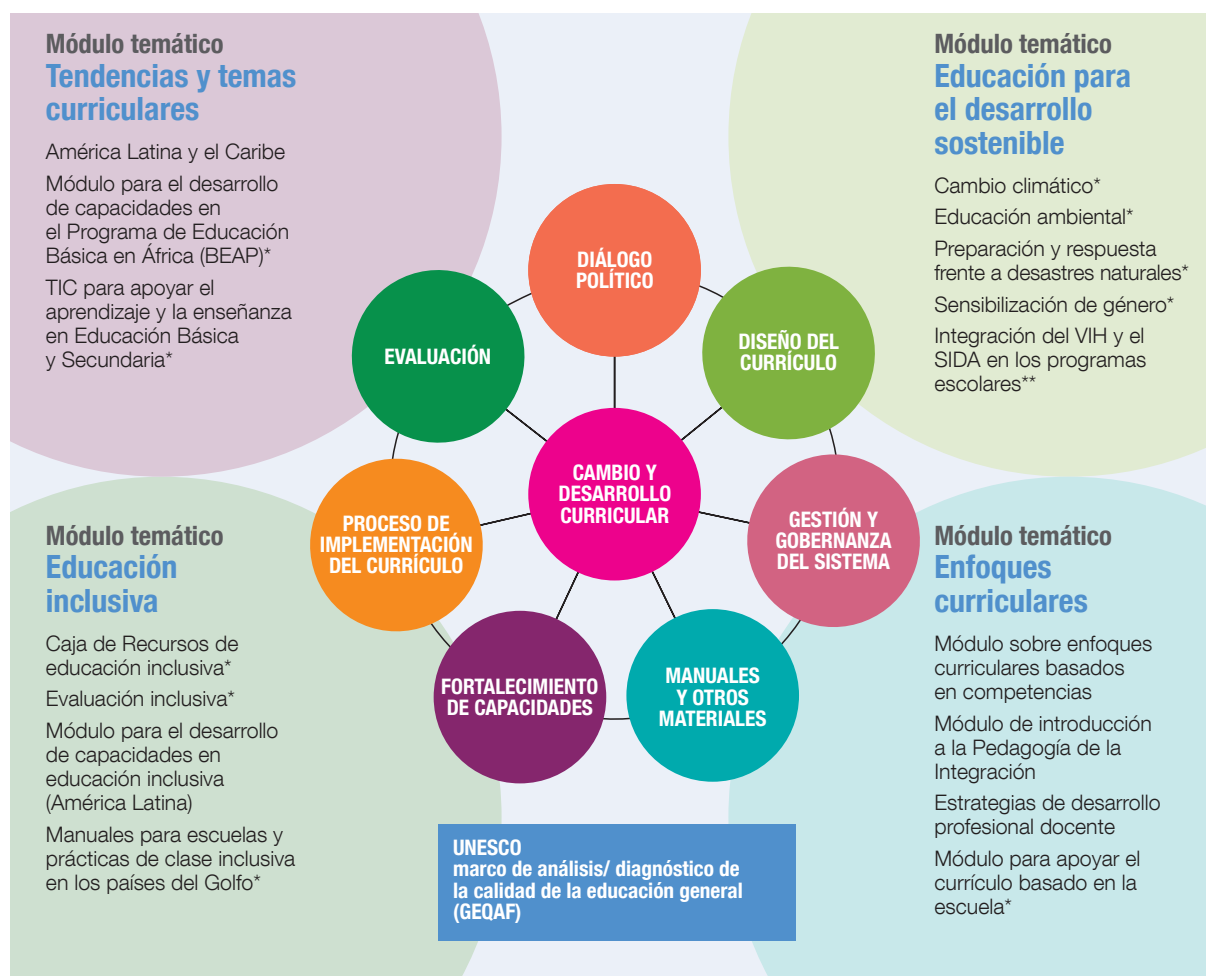 Módulo temático
Tendencias y temas
curriculares
América Latina y el Caribe
Módulo para el desarrollo
de capacidades en
el Programa de Educación
Básica en África (BEAP)*
TIC para apoyar el
aprendizaje y la enseñanza
en Educación Básica
y Secundaria*
Módulo temático
Educación para
el desarrollo
sostenible
Cambio climático*
Educación ambiental*
Preparación y respuesta
frente a desastres naturales*
Sensibilización de género*
Integración del VIH y el
SIDA en los programas
escolares**
DIÁLOGO
POLÍTICO
EVALUACIÓN
DISEÑO DEL
CURRÍCULO
CAMBIO Y
DESARROLLO
CURRICULAR
PROCESO DE
IMPLEMENTACIÓN
DEL CURRÍCULO
GESTIÓN Y
GOBERNANZA
DEL SISTEMA
FORTALECIMIENTO
DE CAPACIDADES
MANUALES
Y OTROS
MATERIALES
Módulo temático
Educación
inclusiva
Caja de Recursos de
educación inclusiva*
Evaluación inclusiva*
Módulo para el desarrollo
de capacidades en
educación inclusiva
(América Latina)
Manuales para escuelas y
prácticas de clase inclusiva
en los países del Golfo*
Módulo temático
Enfoques
curriculares
Módulo sobre enfoques
curriculares basados
en competencias
Módulo de introducción
a la Pedagogía de la
Integración
Estrategias de desarrollo
profesional docente
Módulo para apoyar el
currículo basado en la
escuela*
UNESCO
marco de análisis/ diagnóstico de
la calidad de la educación general
(GEQAF)